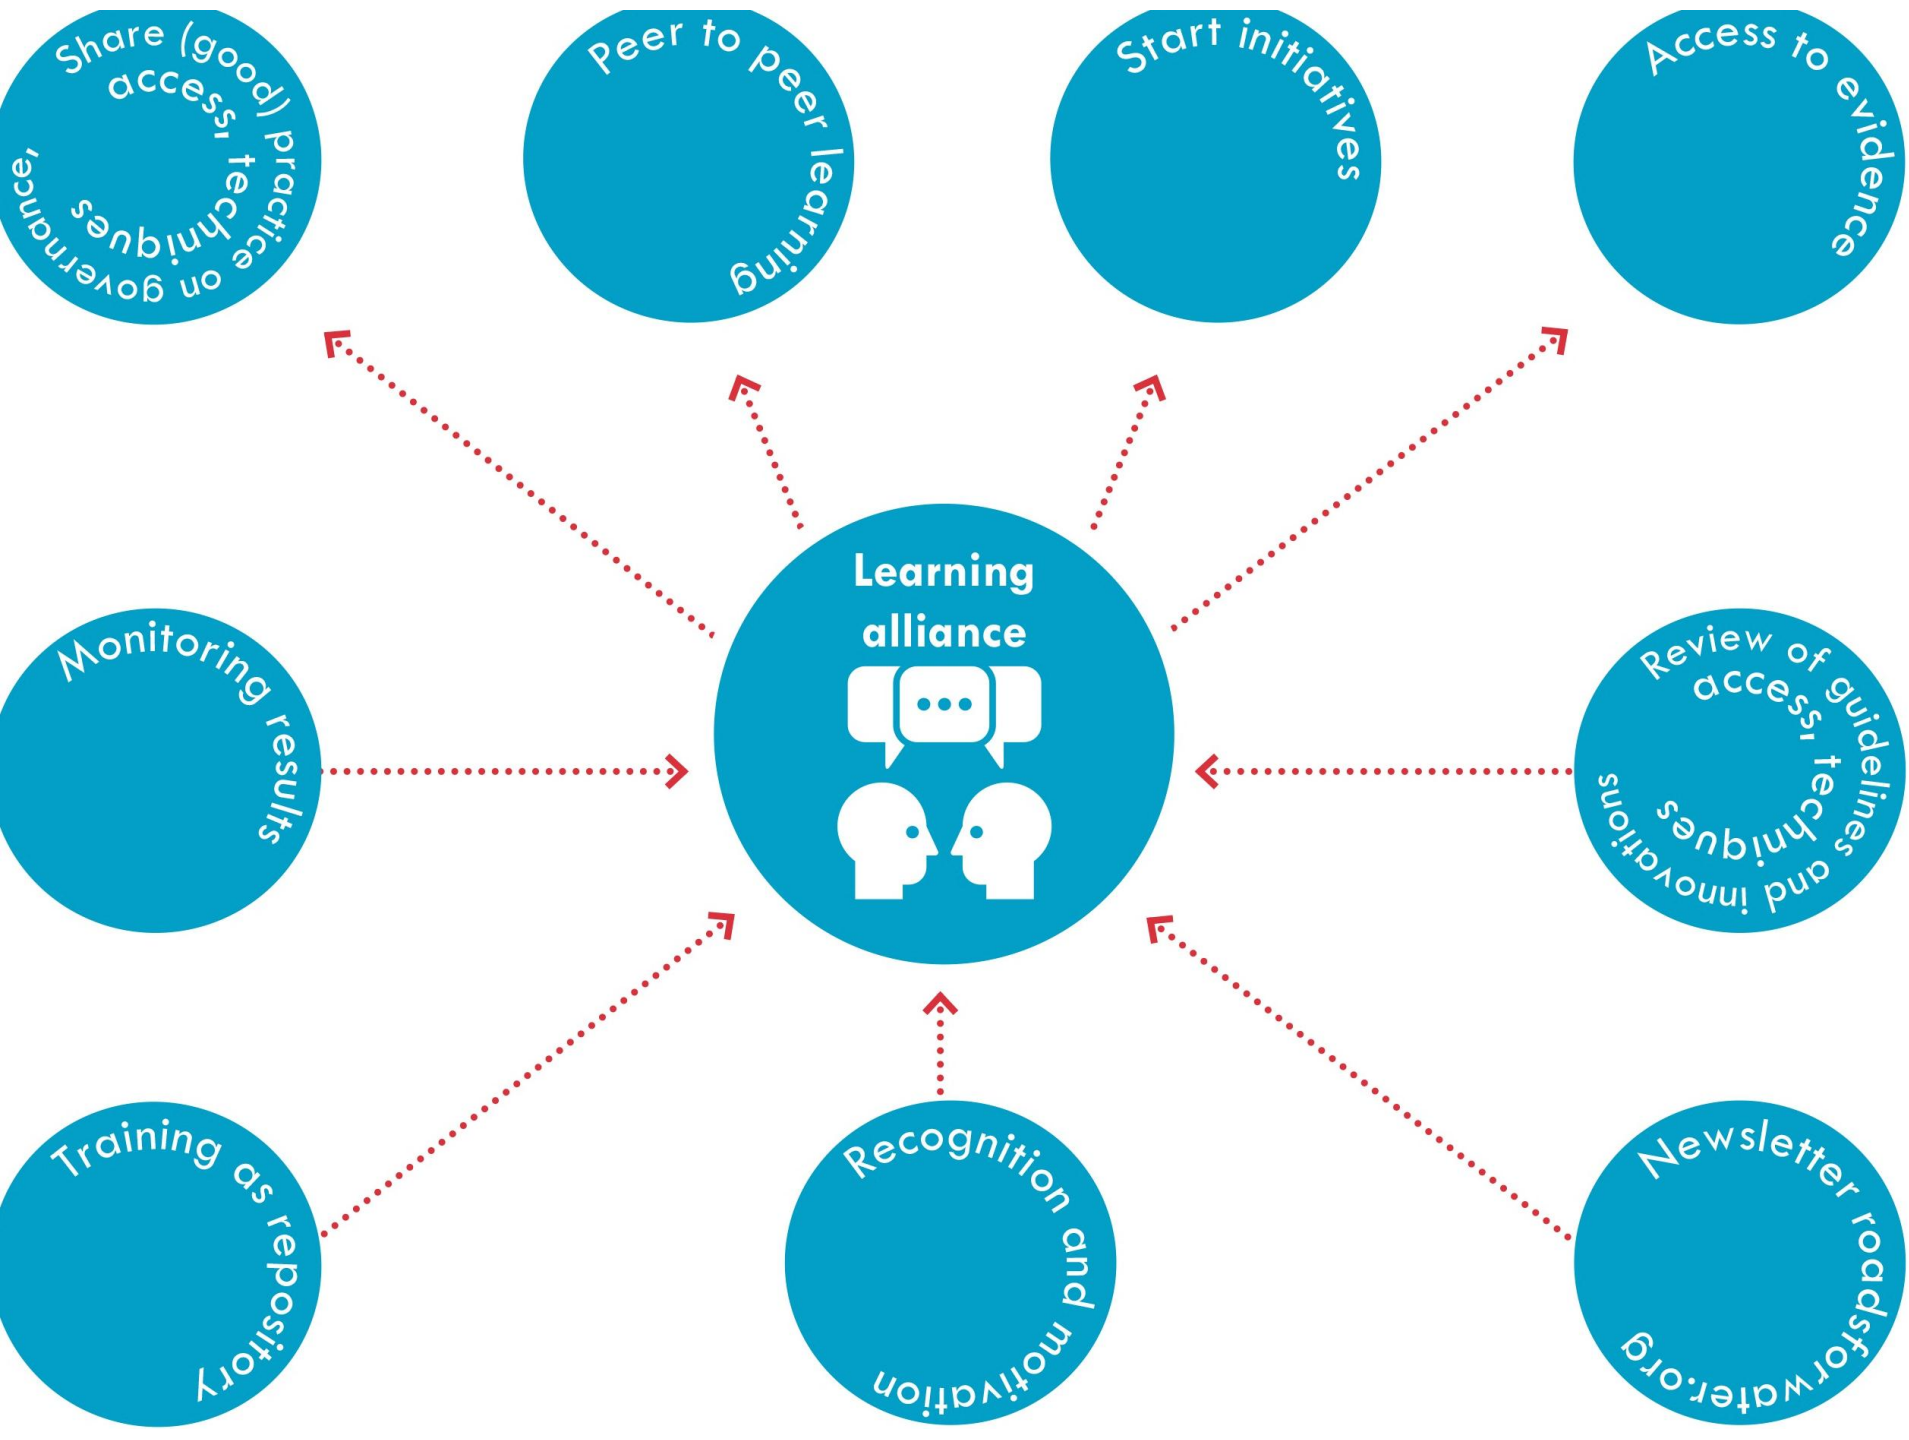 Share (good) practice on governance,
access, techniques
Peer to peer learning
Start initiatives
Access to evidence
Learning
alliance
Monitoring results
Review of guidelines and innovations
access, techniques
Training as repository
Recognition and motivation
Newsletter roadsforwater.org